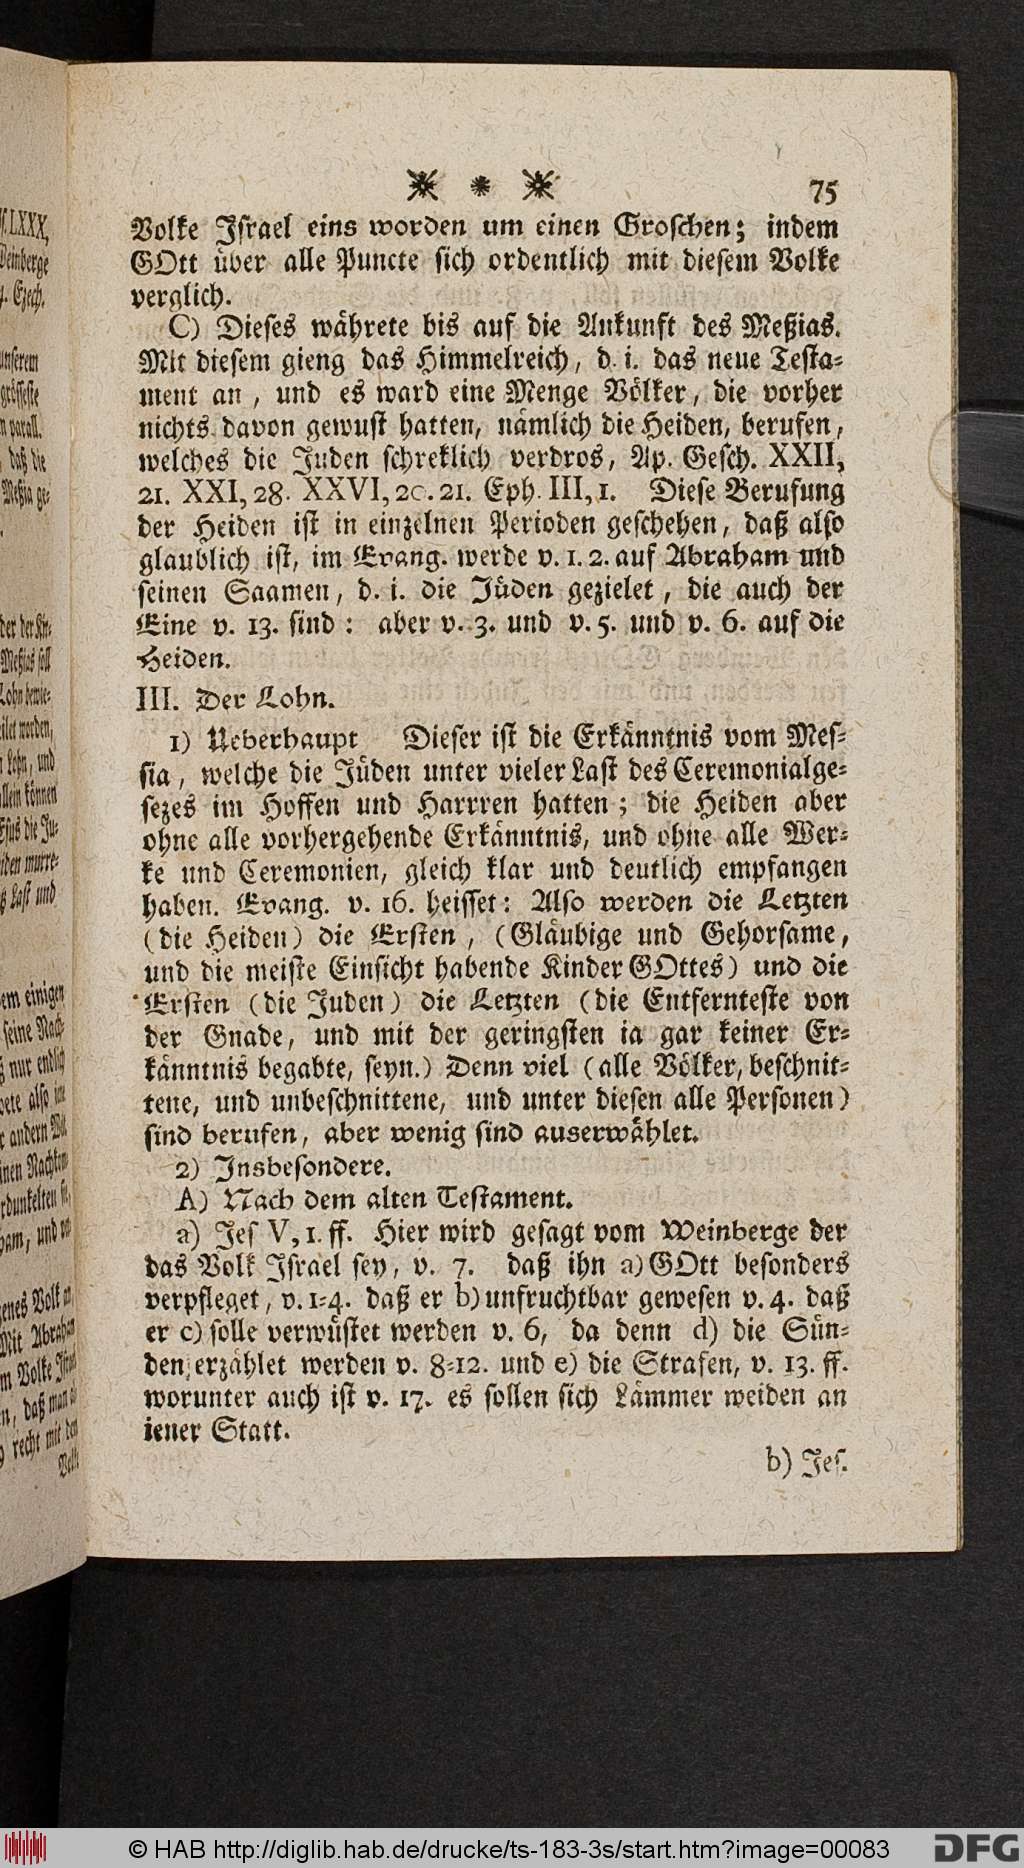 75
Volke Israel eins worden um einen Groschen; indem
GOtt über alle Puncte sich ordentlich mit diesem Volke
verglich.
C) Dieses währete bis auf die Ankunft des Meßias.
Mit diesem gieng das Himmelreich, d. i. das neue Testa-
ment an, und es ward eine Menge Völker, die vorher
nichts davon gewust hatten, nämlich die Heiden, berufen,
welches die Juden schreklich verdros, Ap. Gesch. XXII,
21. XXI, 28. XXVI, 20. 21. Eph. III, 1. Diese Berufung
der Heiden ist in einzelnen Perioden geschehen, daß also
glaublich ist, im Evang. werde v. 1. 2. auf Abraham und
seinen Saamen, d. i. die Jüden gezielet, die auch der
Eine v. 13. sind: aber v. 3. und v. 5. und v. 6. auf die
Heiden.
III. Der Lohn.
1) Ueberhaupt Dieser ist die Erkänntnis vom Mes-
sia, welche die Jüden unter vieler Last des Ceremonialge-
sezes im Hoffen und Harrren hatten; die Heiden aber
ohne alle vorhergehende Erkänntnis, und ohne alle Wer-
ke und Ceremonien, gleich klar und deutlich empfangen
haben. Evang. v. 16. heisset: Also werden die Letzten
(die Heiden) die Ersten, (Gläubige und Gehorsame,
und die meiste Einsicht habende Kinder GOttes) und die
Ersten (die Juden) die Letzten (die Entfernteste von
der Gnade, und mit der geringsten ia gar keiner Er-
känntnis begabte, seyn.) Denn viel (alle Völker, beschnit-
tene, und unbeschnittene, und unter diesen alle Personen)
sind berufen, aber wenig sind auserwählet.
2) Insbesondere.
A) Nach dem alten Testament.
a) Jes V, 1. ff. Hier wird gesagt vom Weinberge der
das Volk Israel sey, v. 7. daß ihn a) GOtt besonders
verpfleget, v. 1-4. daß er b) unfruchtbar gewesen v. 4. daß
er c) solle verwüstet werden v. 6, da denn d) die Sün-
den erzählet werden v. 8-12. und e) die Strafen, v. 13. ff.
worunter auch ist v. 17. es sollen sich Lämmer weiden an
iener Statt.
b) Jes.
© HAB http://diglib.hab.de/drucke/ts-183-3s/start.htm?image=00083
DFG